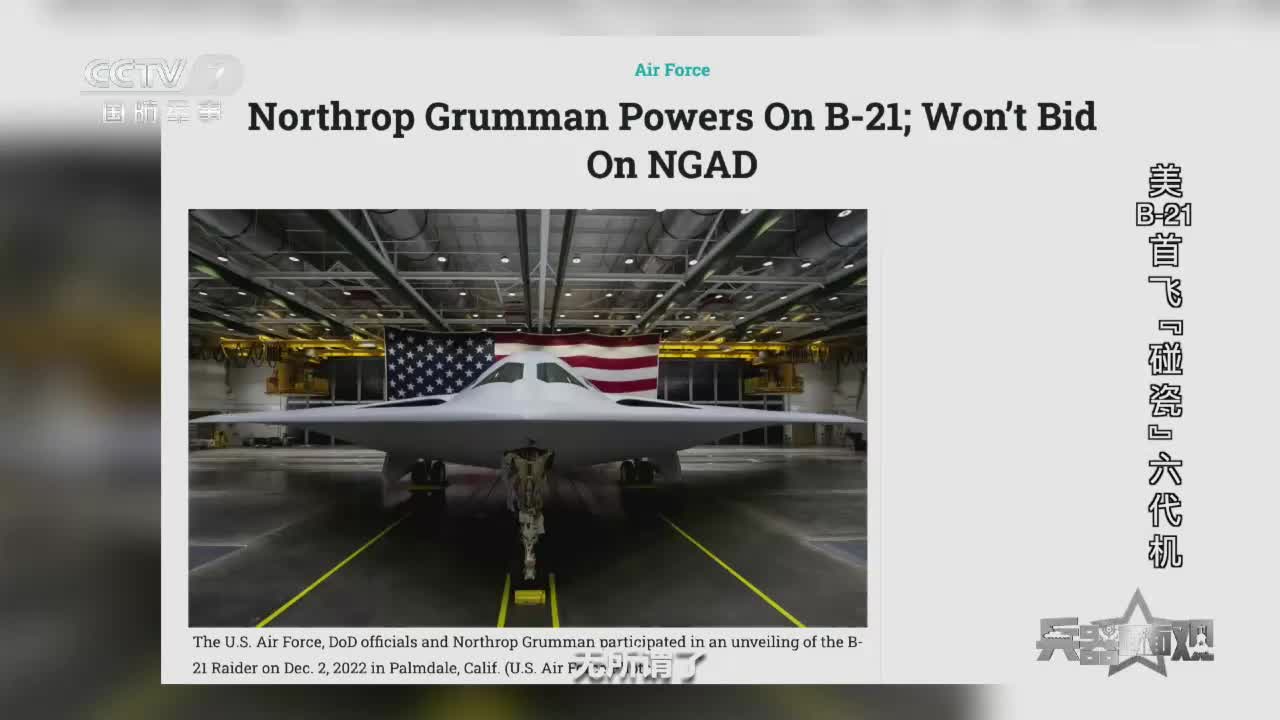 CCTV 7
国防军事
Air Force
Northrop Grumman Powers On B-21; Won't Bid
On NGAD
美B-21首飞『碰瓷』六代机
The U.S. Air Force, DoD officials and Northrop Grumman participated in an unveiling of the B-
21 Raider on Dec. 2, 2022 in Palmdale, Calif. (U.S. Air
无所谓了
兵器面面观